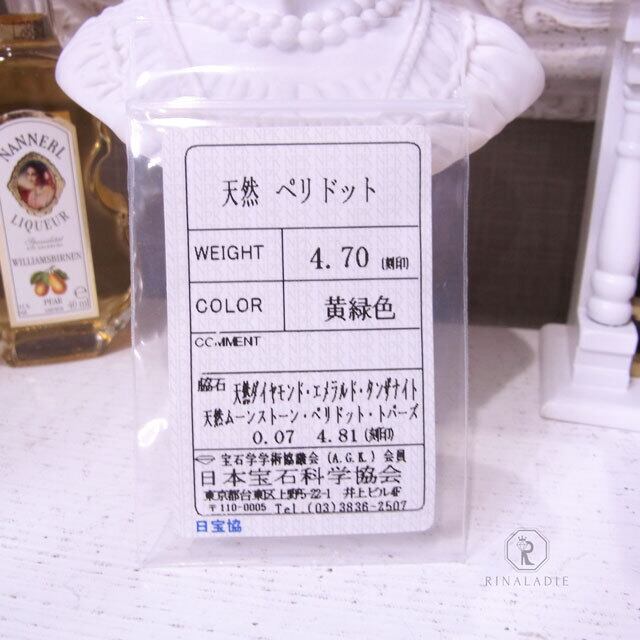 NANNERL
LIQUEUR
WILLIAMSBIRNEN
PEAR
天然 ペリドット
WEIGHT 4.70 (刻印)
COLOR 黄緑色
COMMENT
脇石 天然ダイヤモンド・エメラルド・タンザナイト
天然ムーンストーン・ペリドット・トパーズ
0.07 4.81 (刻印)
宝石学学術協議会 (A.G.K.) 会員
日本宝石科学協会
東京都台東区上野5-22-1 井上ビル4F
〒110-0005 Tel.(03)3836-2507
日宝協
R
RINALADIE